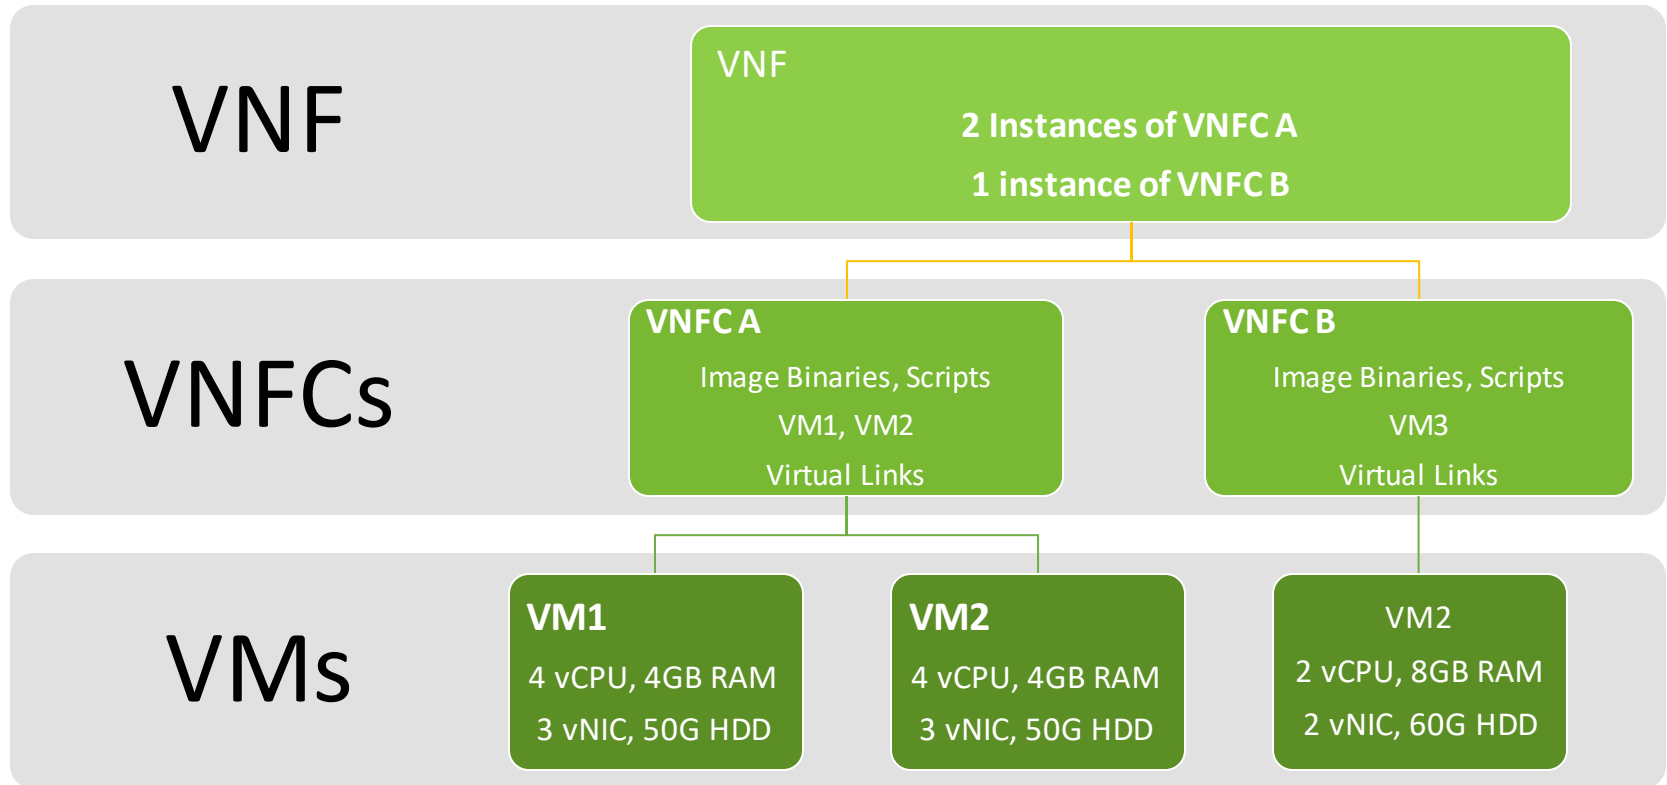 VNF
VNF
2 Instances of VNFC A
1 instance of VNFC B
VNFCs
VNFC A
Image Binaries, Scripts
VM1, VM2
Virtual Links
VNFC B
Image Binaries, Scripts
VM3
Virtual Links
VMs
VM1
4 vCPU, 4GB RAM
3 vNIC, 50G HDD
VM2
4 vCPU, 4GB RAM
3 vNIC, 50G HDD
VM2
2 vCPU, 8GB RAM
2 vNIC, 60G HDD